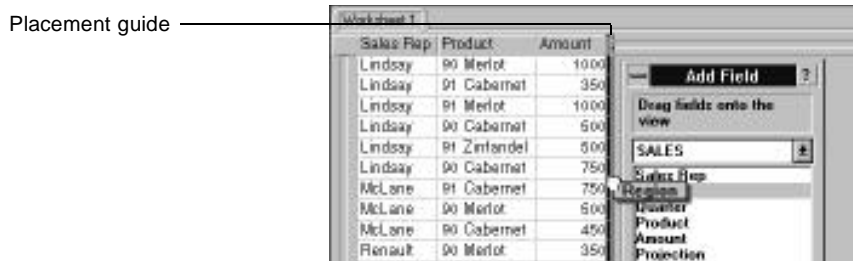 Placement guide
Worksheet 1
Sales Rep Product Amount
Lindsay 90 Merlot 1000
Lindsay 91 Cabernet 350
Lindsay 91 Merlot 1000
Lindsay 90 Cabernet 600
Lindsay 91 Zinfandel 500
Lindsay 90 Cabernet 750
McLane 91 Cabernet 750
McLane 90 Merlot 600
McLane 90 Cabernet 450
Renault 90 Merlot 350
Add Field ?
Drag fields onto the
view
SALES
Sales Rep
Region
Quarter
Product
Amount
Projection